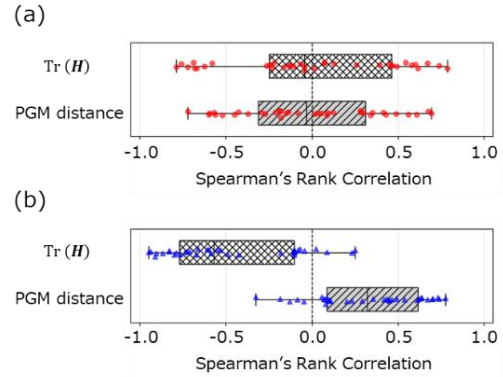 (a)
Tr (H)
PGM distance
-1.0 -0.5 0.0 0.5 1.0
Spearman's Rank Correlation
(b)
Tr (H)
PGM distance
-1.0 -0.5 0.0 0.5 1.0
Spearman's Rank Correlation